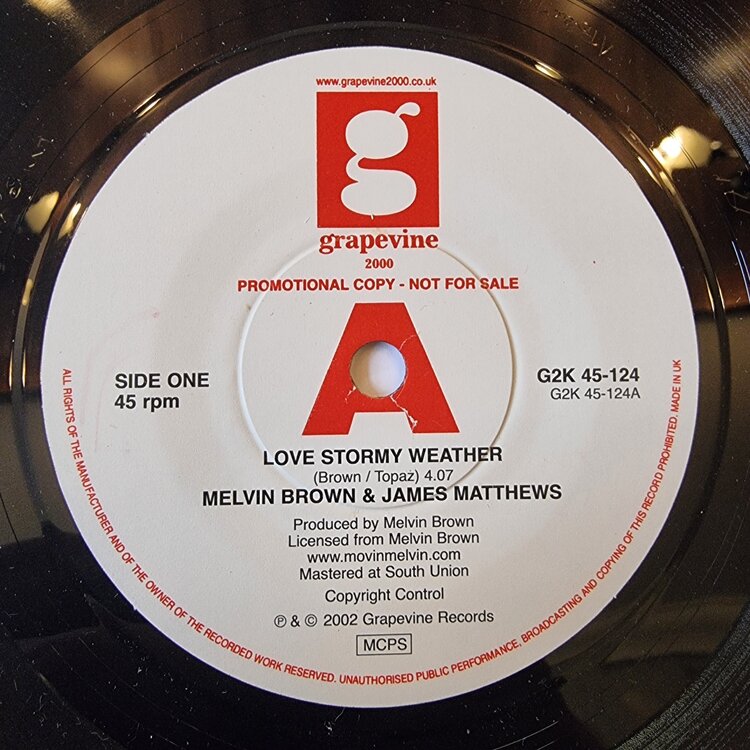 www.grapevine2000.co.uk
g
grapevine
2000
PROMOTIONAL COPY - NOT FOR SALE
A
SIDE ONE
45 rpm
G2K 45-124
G2K 45-124A
LOVE STORMY WEATHER
(Brown / Topaz) 4.07
MELVIN BROWN & JAMES MATTHEWS
Produced by Melvin Brown
Licensed from Melvin Brown
www.movinmelvin.com
Mastered at South Union
Copyright Control
℗ & © 2002 Grapevine Records
MCPS
ALL RIGHTS OF THE MANUFACTURER AND OF THE OWNER OF THE RECORDED WORK RESERVED. UNAUTHORISED PUBLIC PERFORMANCE, BROADCASTING AND COPYING OF THIS RECORD PROHIBITED. MADE IN UK